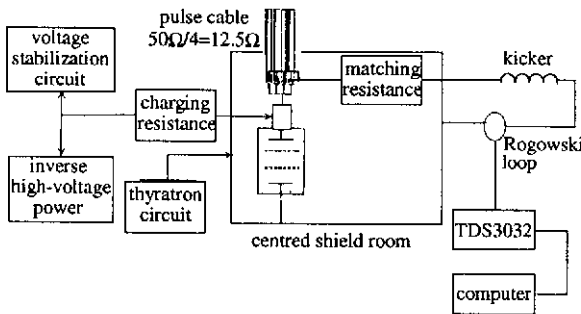 pulse cable
50Ω/4=12.5Ω
voltage
stabilization
circuit
charging
resistance
inverse
high-voltage
power
thyratron
circuit
matching
resistance
kicker
Rogowski
loop
centred shield room
TDS3032
computer